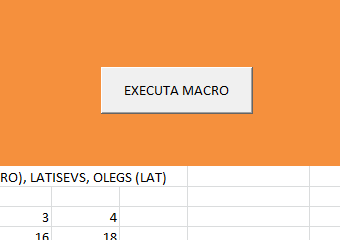 EXECUTA MACRO
RO), LATISEVS, OLEGS (LAT)
3 4
16 18